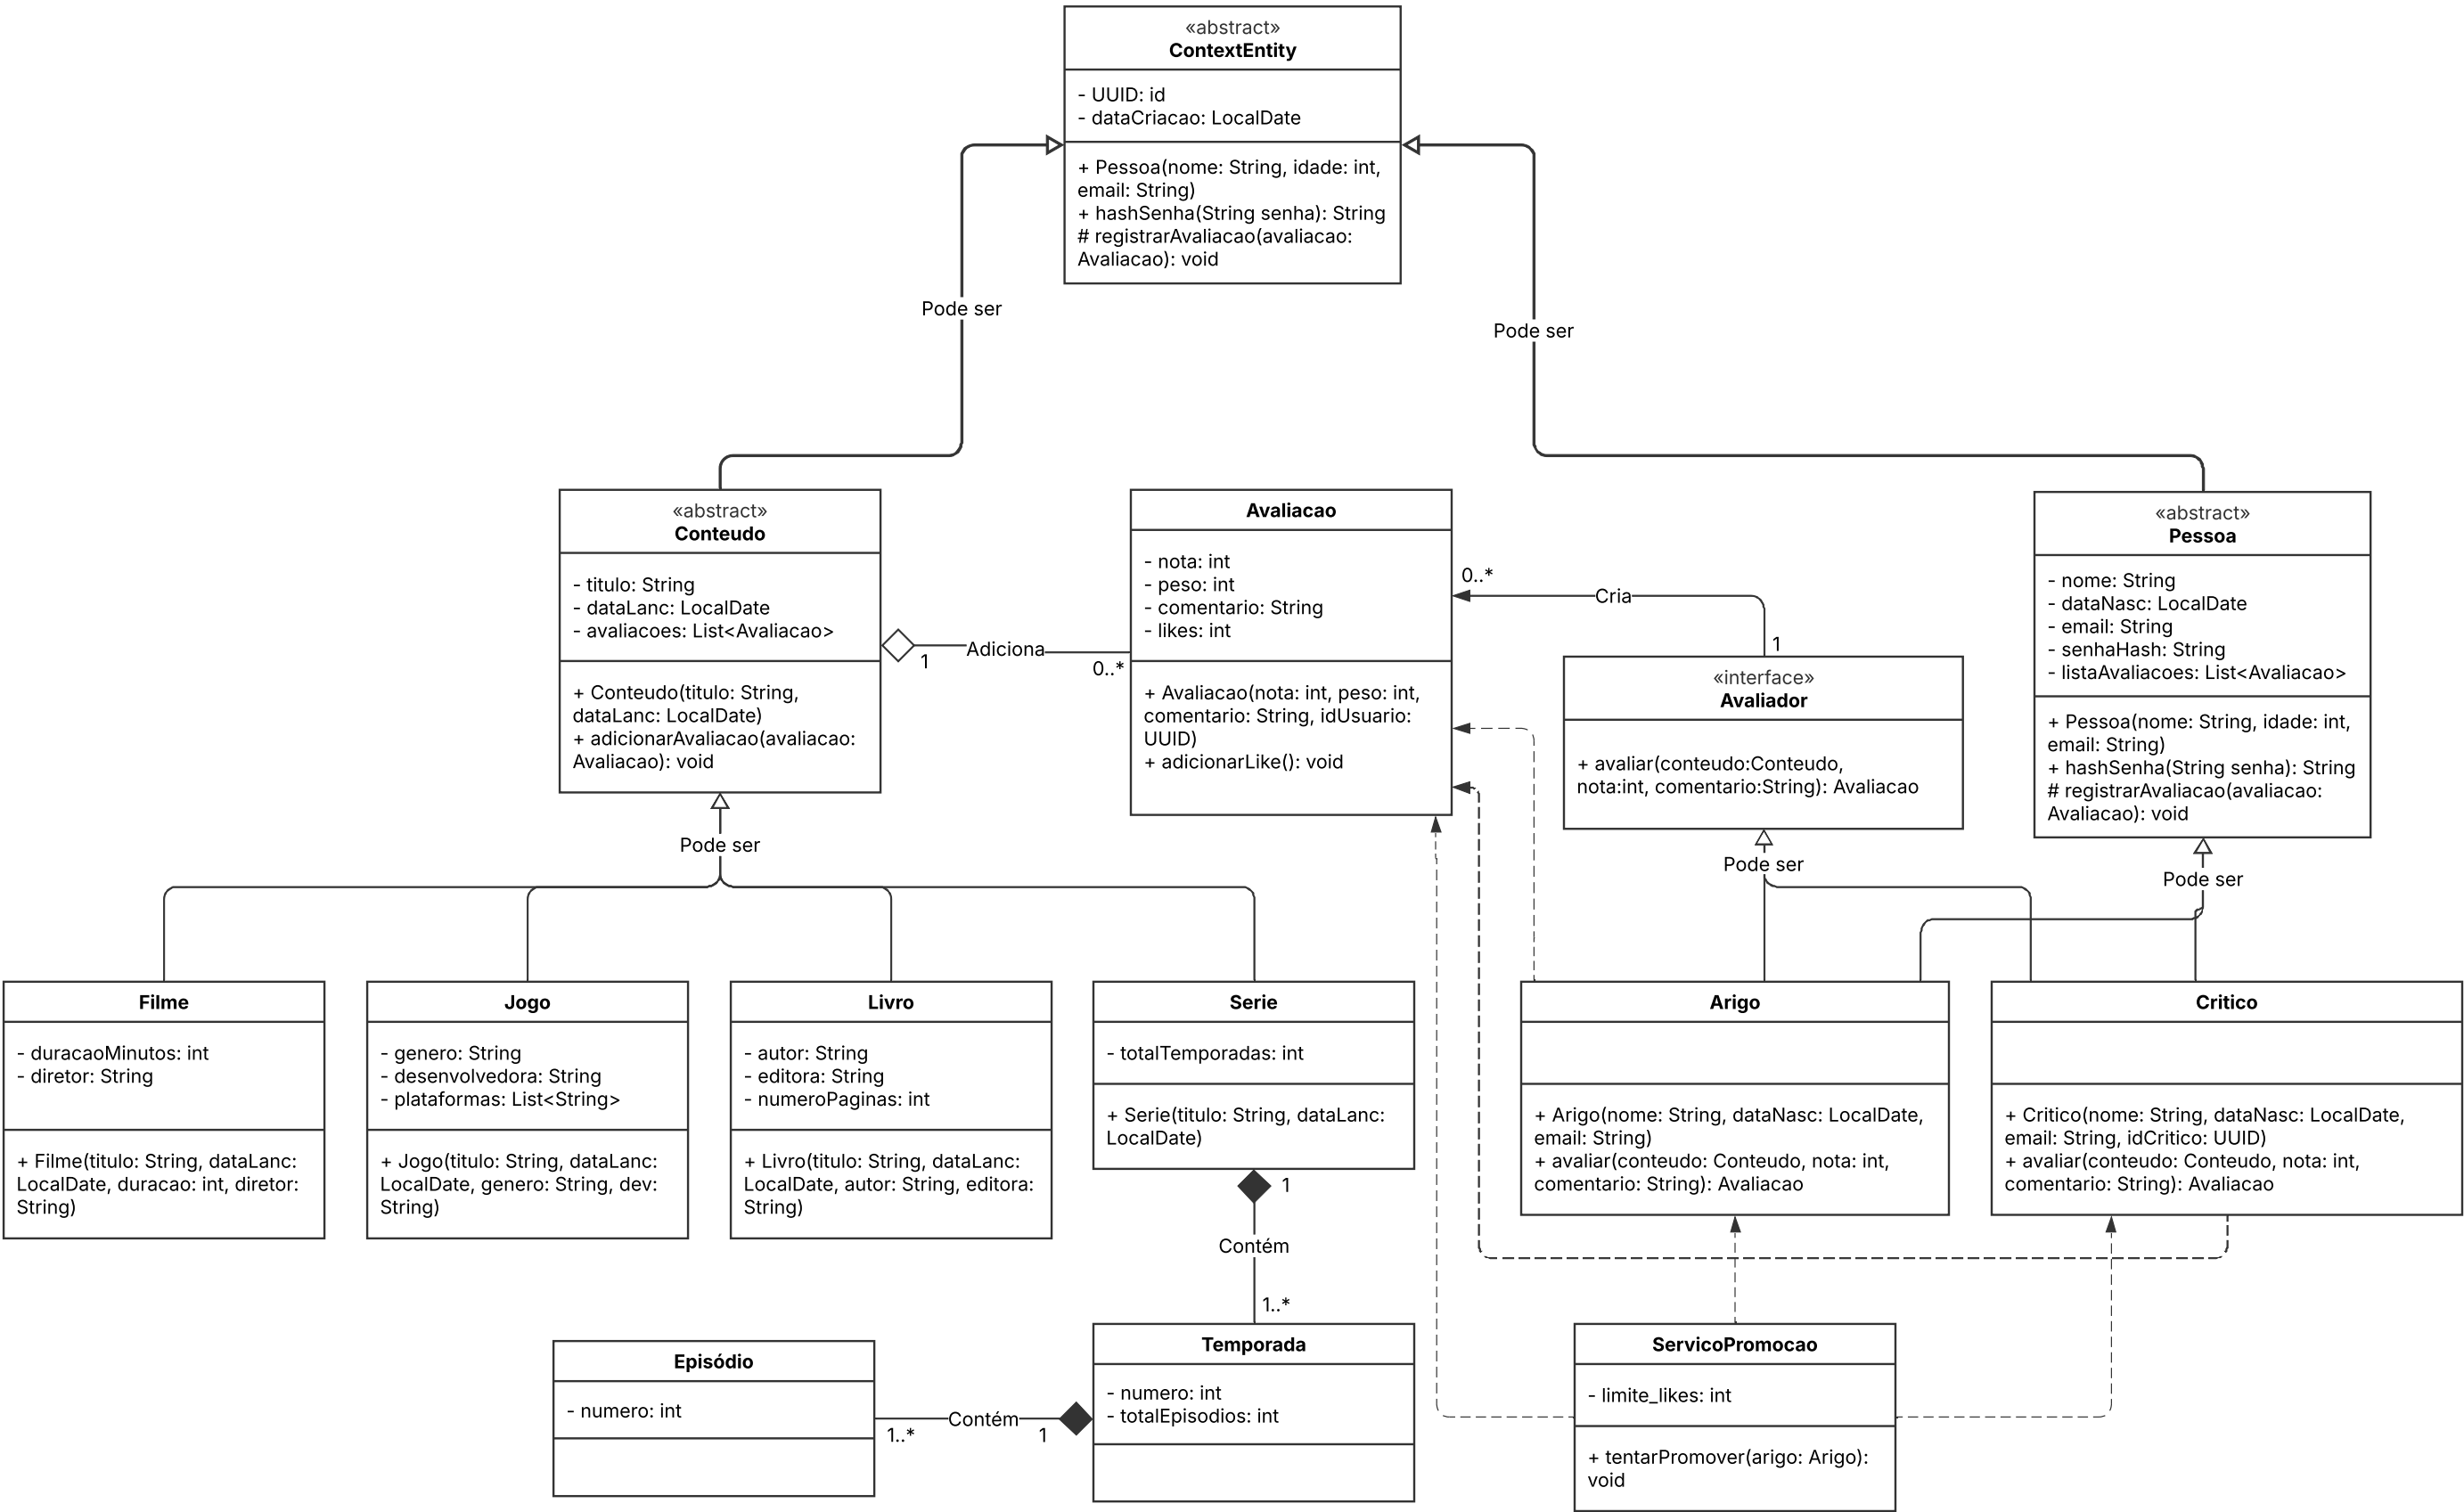 «abstract»
ContextEntity
- UUID: id
- dataCriacao: LocalDate
+ Pessoa(nome: String, idade: int,
email: String)
+ hashSenha(String senha): String
# registrarAvaliacao(avaliacao:
Avaliacao): void
Pode ser
Pode ser
«abstract»
Conteudo
- titulo: String
- dataLanc: LocalDate
- avaliacoes: List<Avaliacao>
+ Conteudo(titulo: String,
dataLanc: LocalDate)
+ adicionarAvaliacao(avaliacao:
Avaliacao): void
1
Adiciona
0..*
Avaliacao
- nota: int
- peso: int
- comentario: String
- likes: int
+ Avaliacao(nota: int, peso: int,
comentario: String, idUsuario:
UUID)
+ adicionarLike(): void
0..*
Cria
1
«interface»
Avaliador
+ avaliar(conteudo:Conteudo,
nota:int, comentario:String): Avaliacao
«abstract»
Pessoa
- nome: String
- dataNasc: LocalDate
- email: String
- senhaHash: String
- listaAvaliacoes: List<Avaliacao>
+ Pessoa(nome: String, idade: int,
email: String)
+ hashSenha(String senha): String
# registrarAvaliacao(avaliacao:
Avaliacao): void
Pode ser
Pode ser
Pode ser
Filme
- duracaoMinutos: int
- diretor: String
+ Filme(titulo: String, dataLanc:
LocalDate, duracao: int, diretor:
String)
Jogo
- genero: String
- desenvolvedora: String
- plataformas: List<String>
+ Jogo(titulo: String, dataLanc:
LocalDate, genero: String, dev:
String)
Livro
- autor: String
- editora: String
- numeroPaginas: int
+ Livro(titulo: String, dataLanc:
LocalDate, autor: String, editora:
String)
Serie
- totalTemporadas: int
+ Serie(titulo: String, dataLanc:
LocalDate)
Arigo
+ Arigo(nome: String, dataNasc: LocalDate,
email: String)
+ avaliar(conteudo: Conteudo, nota: int,
comentario: String): Avaliacao
Critico
+ Critico(nome: String, dataNasc: LocalDate,
email: String, idCritico: UUID)
+ avaliar(conteudo: Conteudo, nota: int,
comentario: String): Avaliacao
1
Contém
1..*
Episódio
- numero: int
1..*
Contém
1
Temporada
- numero: int
- totalEpisodios: int
ServicoPromocao
- limite_likes: int
+ tentarPromover(arigo: Arigo):
void